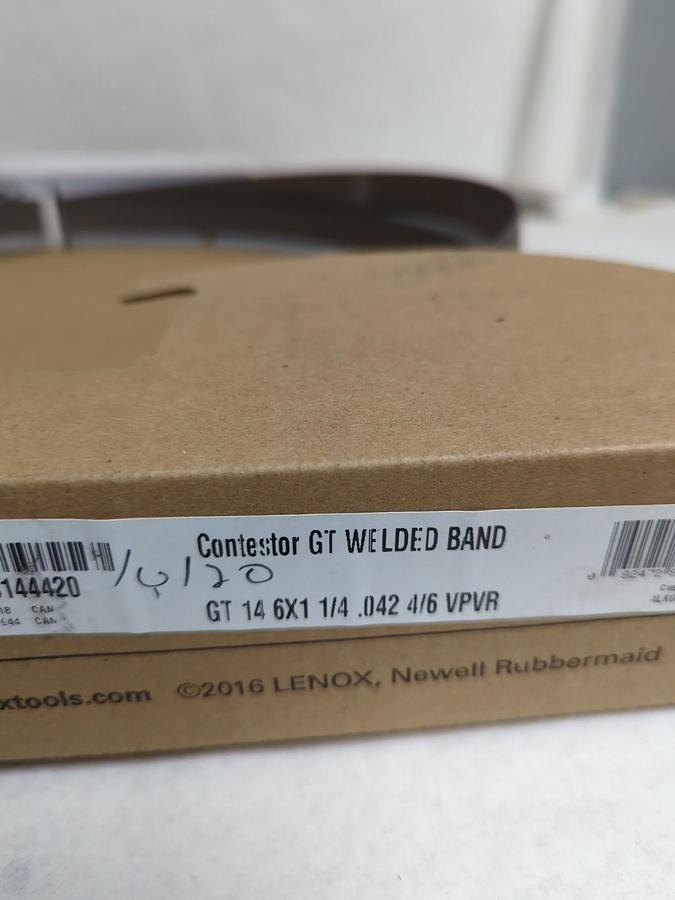 Contestor GT WELDED BAND
144420
GT 14 6X1 1/4 .042 4/6 VPVR
CAN
CAN
xtools.com ©2016 LENOX, Newell Rubbermaid